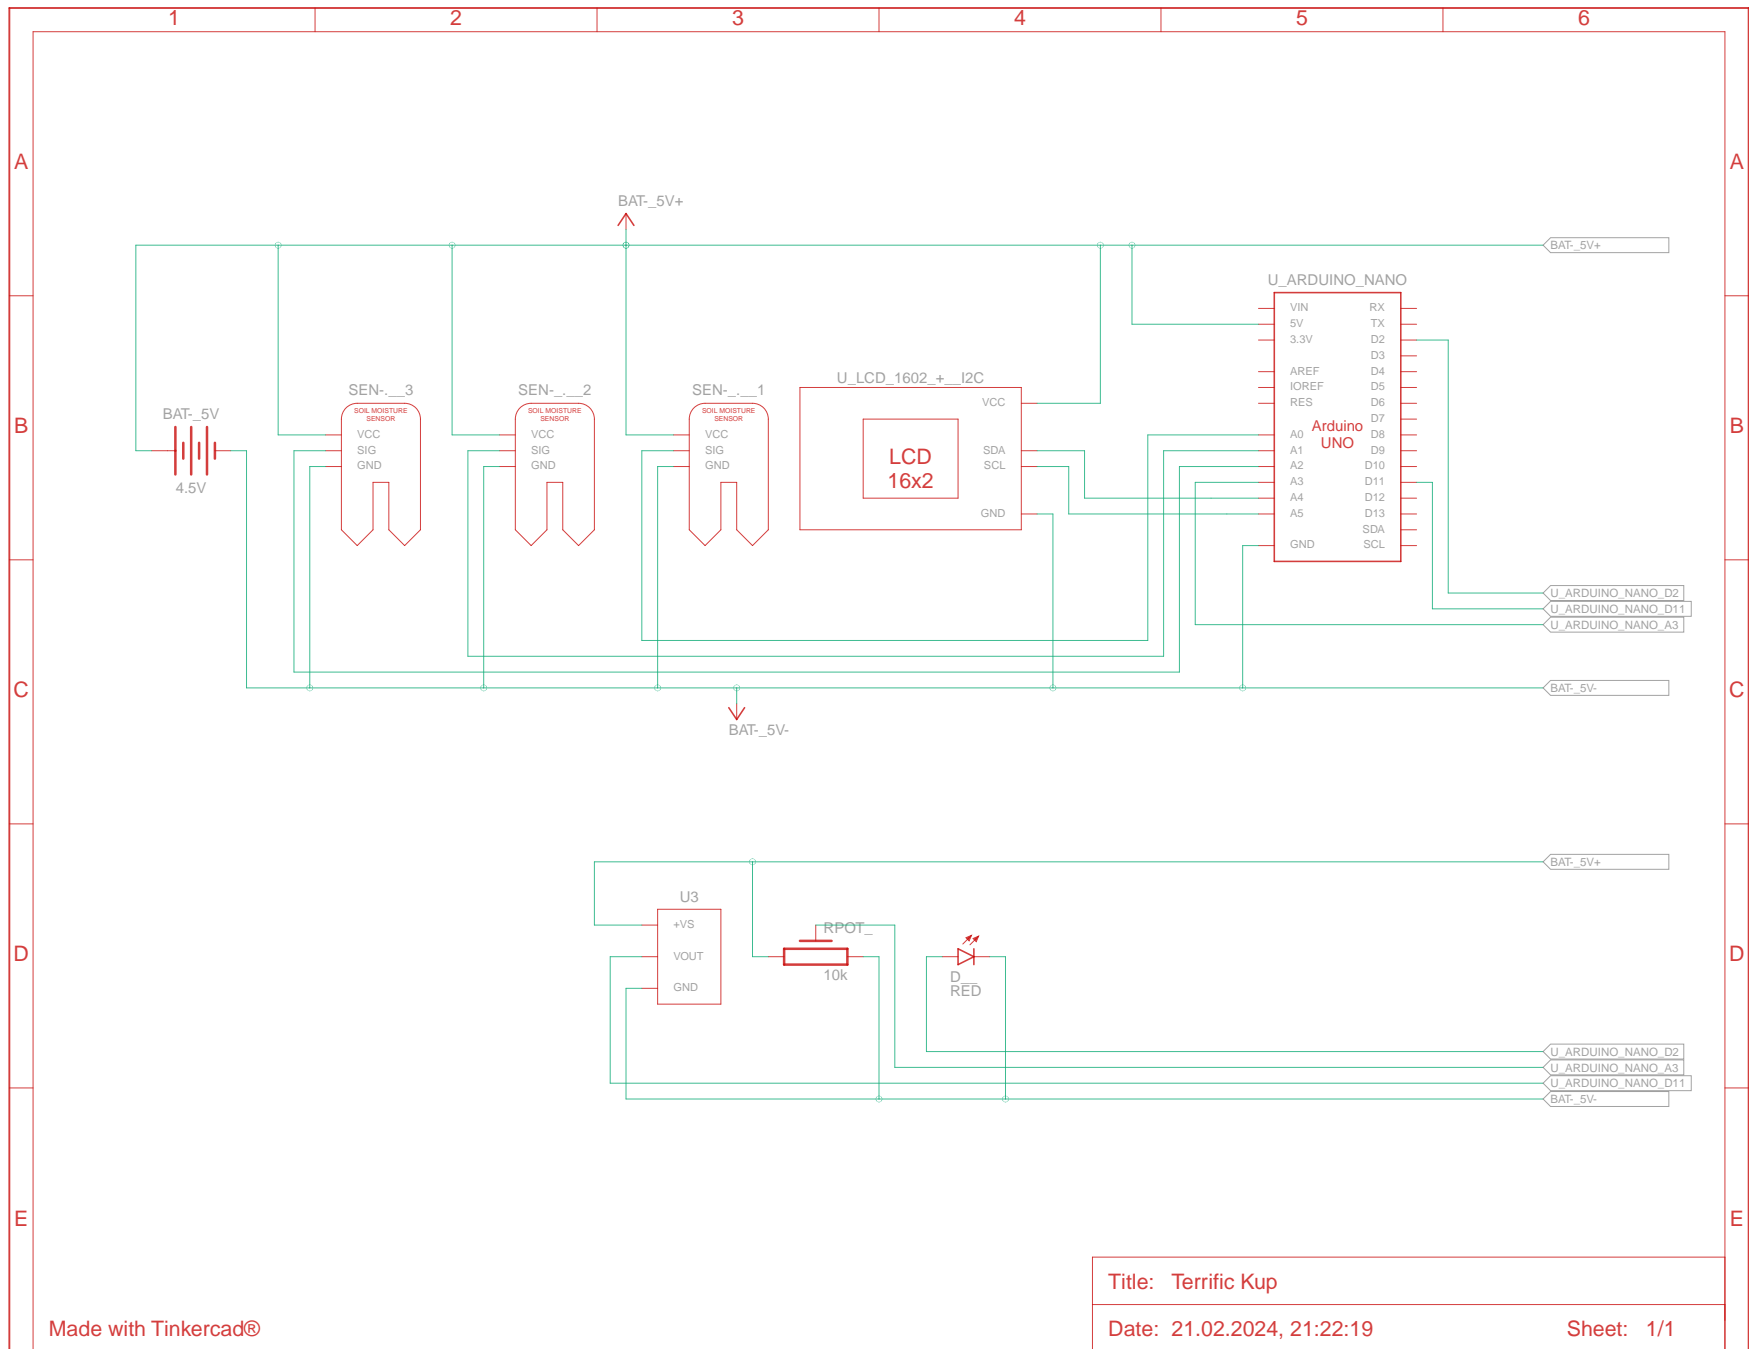 1 2 3 4 5 6
A A
BAT-_5V+
BAT-_5V+
U_ARDUINO_NANO
VIN RX
5V TX
3.3V D2
D3
AREF D4
IOREF D5
RES D6
D7
A0 D8
A1 D9
A2 D10
A3 D11
A4 D12
A5 D13
SDA
GND SCL
Arduino
UNO
B B
BAT-_5V
4.5V
SEN-.__3
SOIL MOISTURE
SENSOR
VCC
SIG
GND
SEN-_.__2
SOIL MOISTURE
SENSOR
VCC
SIG
GND
SEN-_.__1
SOIL MOISTURE
SENSOR
VCC
SIG
GND
U_LCD_1602_+__I2C
VCC
SDA
SCL
GND
LCD
16x2
U_ARDUINO_NANO_D2
U_ARDUINO_NANO_D11
U_ARDUINO_NANO_A3
C C
BAT-_5V-
BAT-_5V-
BAT-_5V+
D D
U3
+VS
VOUT
GND
RPOT_
10k
D__
RED
U_ARDUINO_NANO_D2
U_ARDUINO_NANO_A3
U_ARDUINO_NANO_D11
BAT-_5V-
E E
Title: Terrific Kup
Made with Tinkercad®
Date: 21.02.2024, 21:22:19 Sheet: 1/1